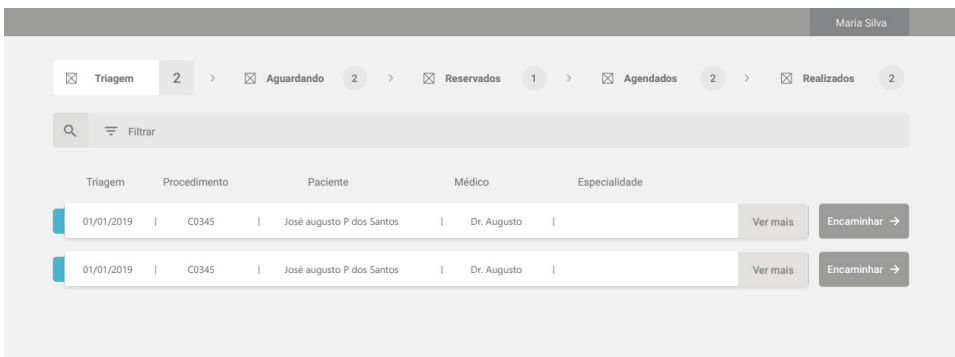 Maria Silva
Triagem 2 > Aguardando 2 > Reservados 1 > Agendados 2 > Realizados 2
Filtrar
Triagem Procedimento Paciente Médico Especialidade
01/01/2019 | C0345 | José augusto P dos Santos | Dr. Augusto | Ver mais Encaminhar →
01/01/2019 | C0345 | José augusto P dos Santos | Dr. Augusto | Ver mais Encaminhar →